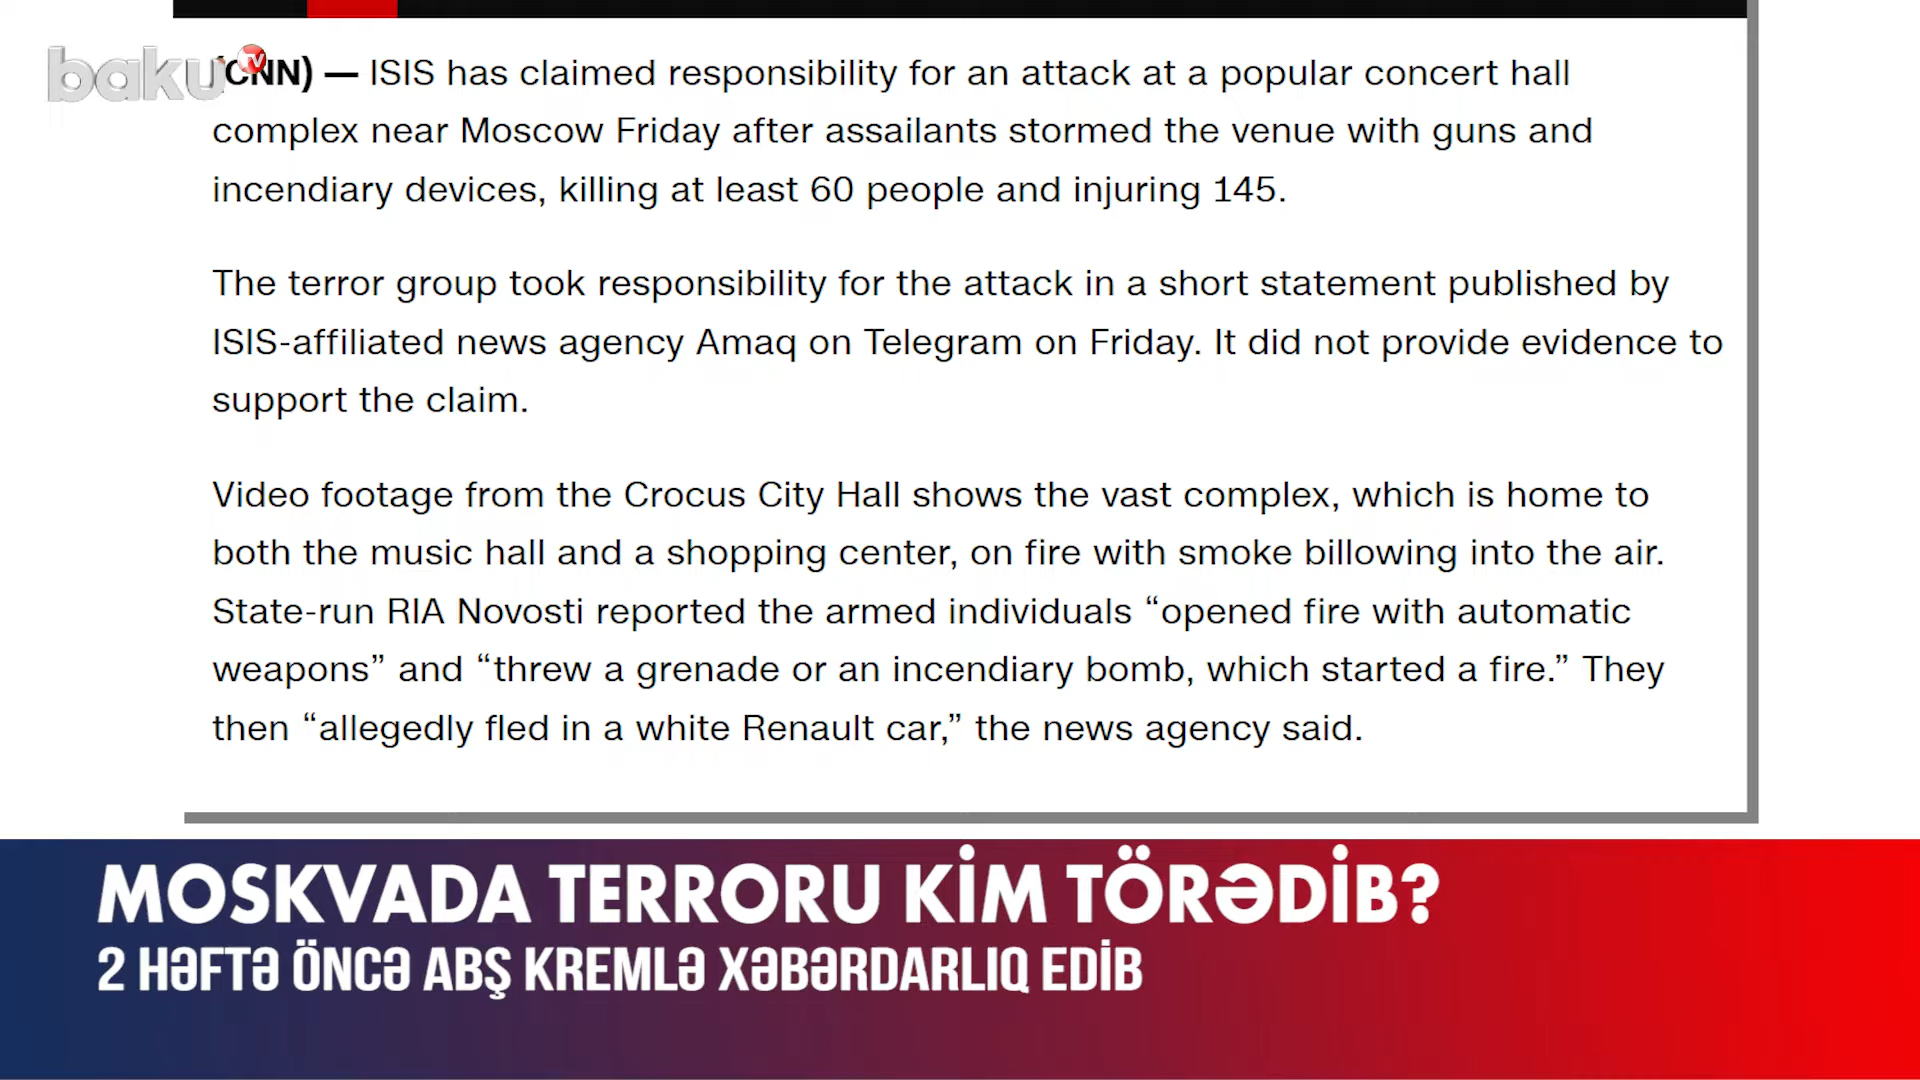 baku TV
(CNN) — ISIS has claimed responsibility for an attack at a popular concert hall
complex near Moscow Friday after assailants stormed the venue with guns and
incendiary devices, killing at least 60 people and injuring 145.
The terror group took responsibility for the attack in a short statement published by
ISIS-affiliated news agency Amaq on Telegram on Friday. It did not provide evidence to
support the claim.
Video footage from the Crocus City Hall shows the vast complex, which is home to
both the music hall and a shopping center, on fire with smoke billowing into the air.
State-run RIA Novosti reported the armed individuals “opened fire with automatic
weapons” and “threw a grenade or an incendiary bomb, which started a fire.” They
then “allegedly fled in a white Renault car,” the news agency said.
MOSKVADA TERRORU KİM TÖRƏDİB?
2 HƏFTƏ ÖNCƏ ABŞ KREMLƏ XƏBƏRDARLIQ EDİB